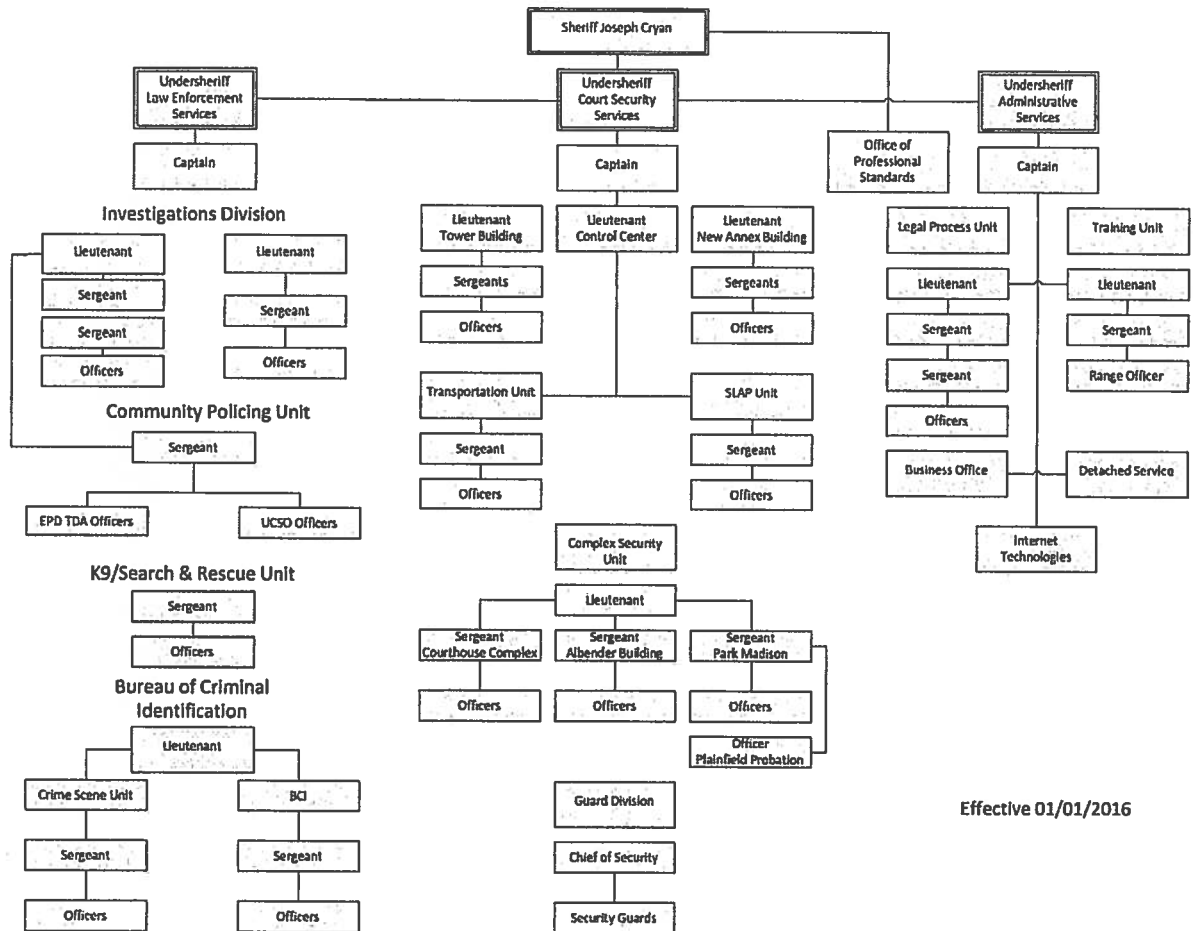 Sheriff Joseph Cryan
Undersheriff
Law Enforcement
Services
Undersheriff
Court Security
Services
Undersheriff
Administrative
Services
Captain
Captain
Office of
Professional
Standards
Captain
Investigations Division
Lieutenant
Sergeant
Sergeant
Officers
Lieutenant
Sergeant
Officers
Community Policing Unit
Sergeant
EPD TDA Officers
UCSO Officers
K9/Search & Rescue Unit
Sergeant
Officers
Bureau of Criminal
Identification
Lieutenant
Crime Scene Unit
Sergeant
Officers
BCI
Sergeant
Officers
Lieutenant
Tower Building
Sergeants
Officers
Lieutenant
Control Center
Lieutenant
New Annex Building
Sergeants
Officers
Transportation Unit
Sergeant
Officers
SLAP Unit
Sergeant
Officers
Complex Security
Unit
Lieutenant
Sergeant
Courthouse Complex
Officers
Sergeant
Albender Building
Officers
Sergeant
Park Madison
Officers
Officer
Plainfield Probation
Guard Division
Chief of Security
Security Guards
Legal Process Unit
Lieutenant
Sergeant
Sergeant
Officers
Training Unit
Lieutenant
Sergeant
Range Officer
Business Office
Detached Service
Internet
Technologies
Effective 01/01/2016